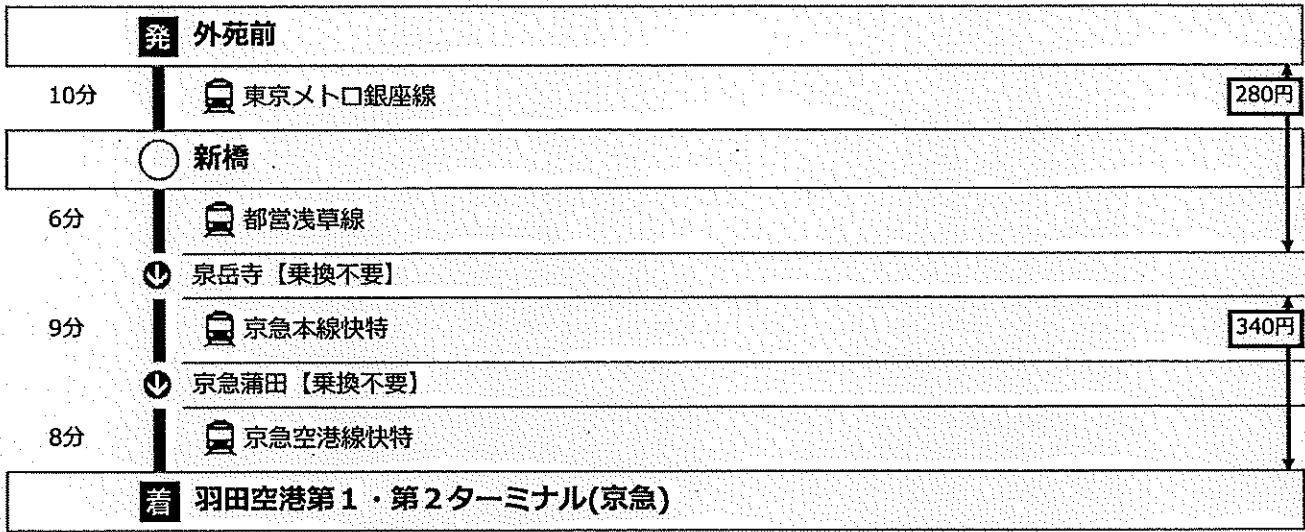 発 外苑前
10分 東京メトロ銀座線 280円
新橋
6分 都営浅草線
泉岳寺【乗換不要】
9分 京急本線快特 340円
京急蒲田【乗換不要】
8分 京急空港線快特
着 羽田空港第1・第2ターミナル(京急)